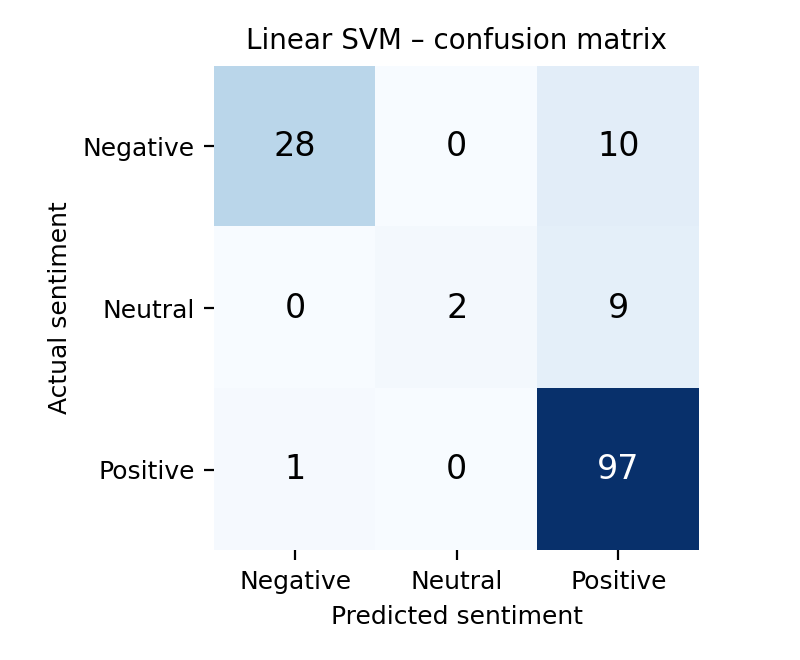 Linear SVM – confusion matrix
Actual sentiment
Negative 28 0 10
Neutral 0 2 9
Positive 1 0 97
Negative Neutral Positive
Predicted sentiment